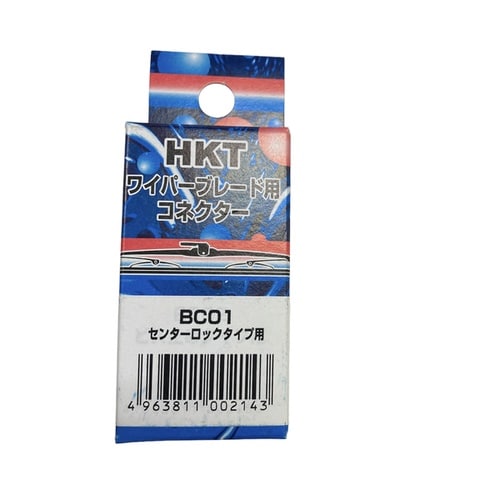 HKT
ワイパーブレード用
コネクター
BC01
センターロックタイプ用
4 963811 002143